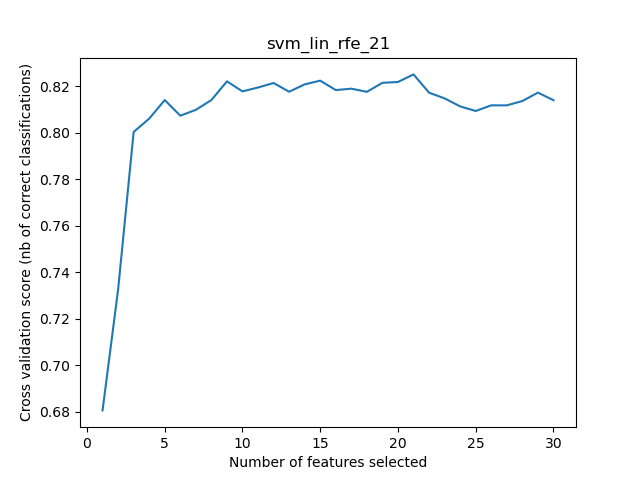 svm_lin_rfe_21
Cross validation score (nb of correct classifications)
0.82
0.80
0.78
0.76
0.74
0.72
0.70
0.68
0 5 10 15 20 25 30
Number of features selected